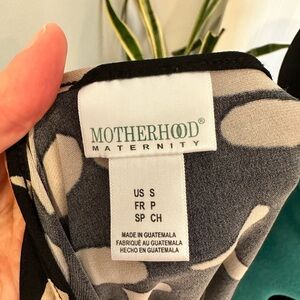 MOTHERHOOD®
MATERNITY
US S
FR P
SP CH
MADE IN GUATEMALA
FABRIQUÉ AU GUATEMALA
HECHO EN GUATEMALA